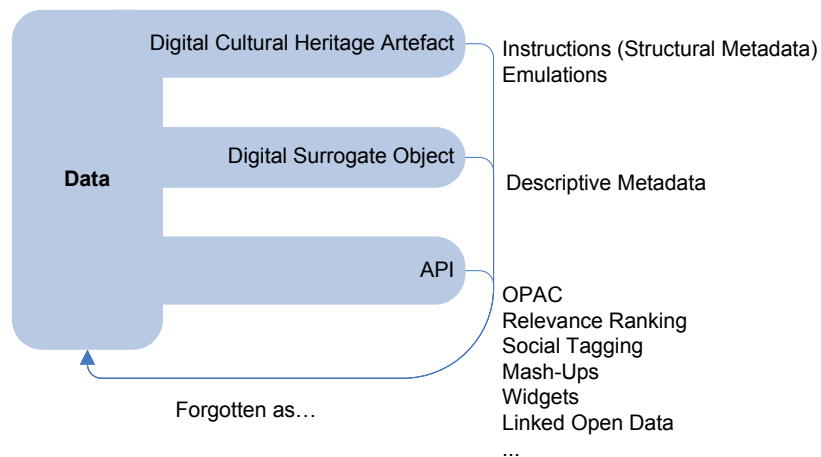 Digital Cultural Heritage Artefact
Instructions (Structural Metadata)
Emulations
Digital Surrogate Object
Data
Descriptive Metadata
API
OPAC
Relevance Ranking
Social Tagging
Mash-Ups
Widgets
Linked Open Data
...
Forgotten as…